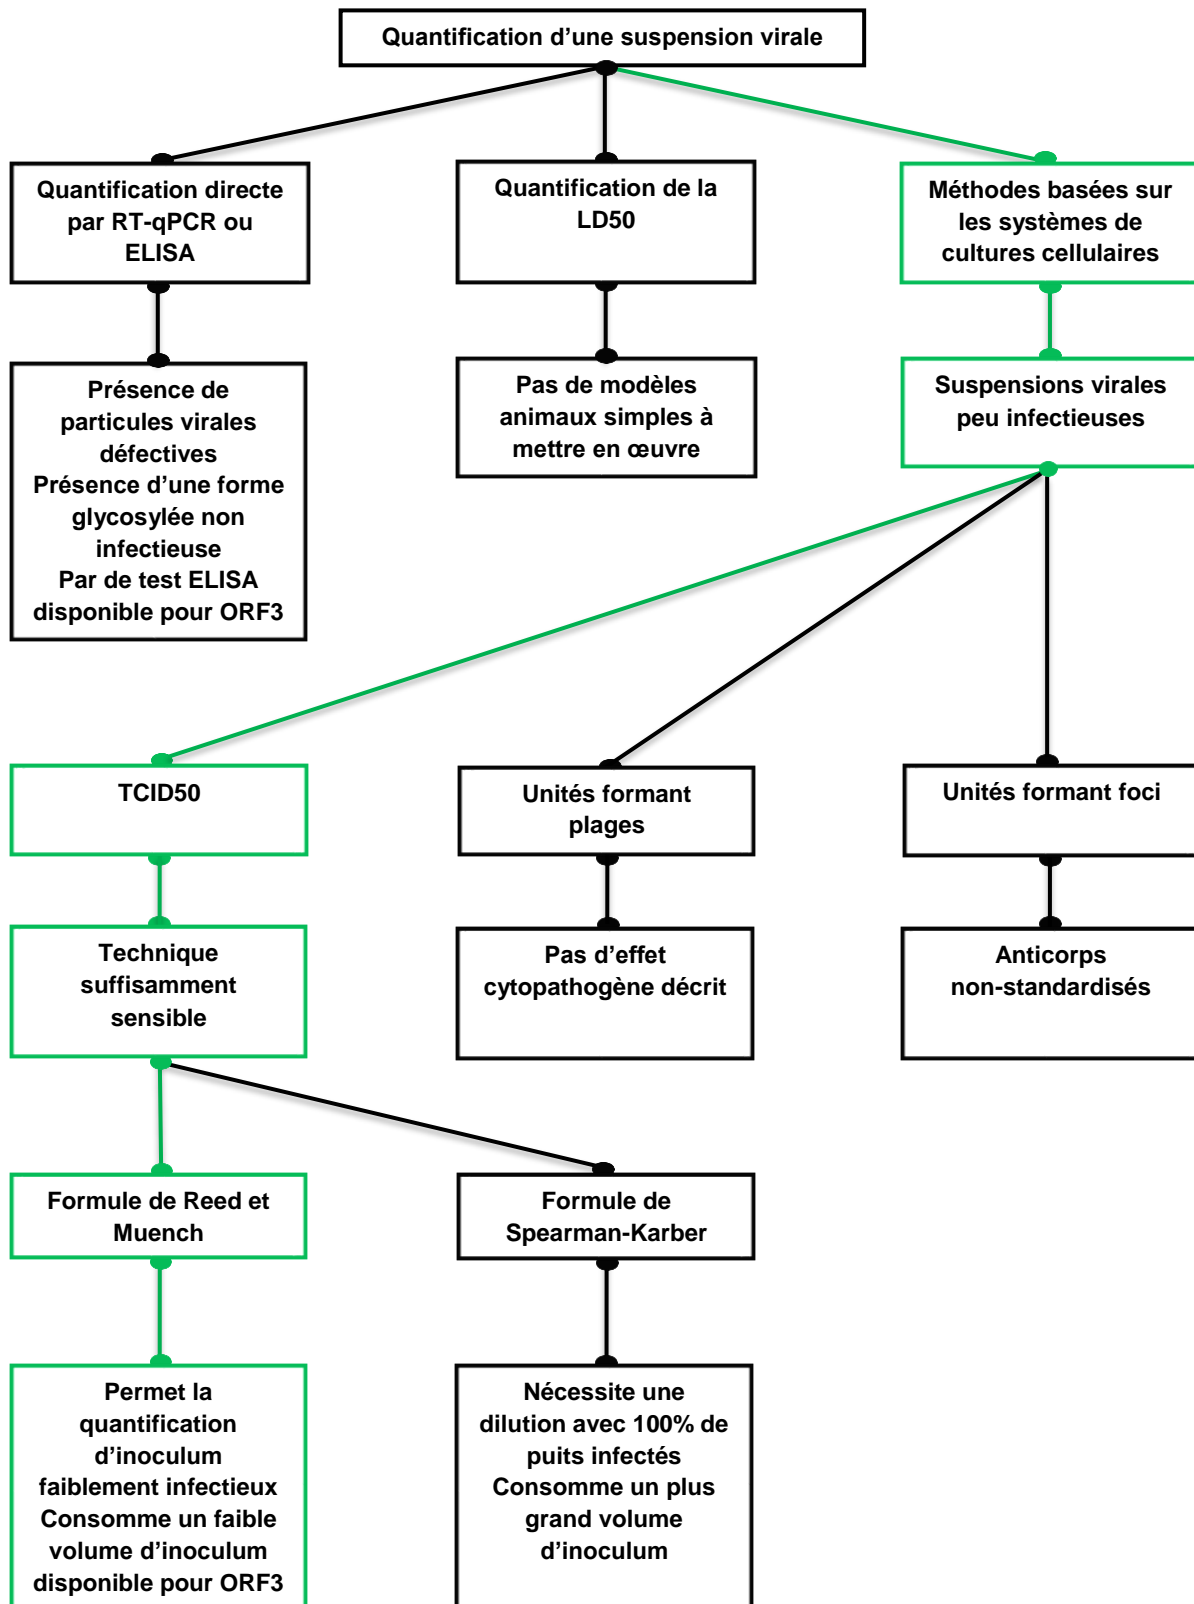 Quantification d’une suspension virale
Quantification directe
par RT-qPCR ou
ELISA
Quantification de la
LD50
Méthodes basées sur
les systèmes de
cultures cellulaires
Présence de
particules virales
défectives
Présence d’une forme
glycosylée non
infectieuse
Par de test ELISA
disponible pour ORF3
Pas de modèles
animaux simples à
mettre en œuvre
Suspensions virales
peu infectieuses
TCID50
Unités formant
plages
Unités formant foci
Technique
suffisamment
sensible
Pas d’effet
cytopathogène décrit
Anticorps
non-standardisés
Formule de Reed et
Muench
Formule de
Spearman-Karber
Permet la
quantification
d’inoculum
faiblement infectieux
Consomme un faible
volume d’inoculum
disponible pour ORF3
Nécessite une
dilution avec 100% de
puits infectés
Consomme un plus
grand volume
d’inoculum